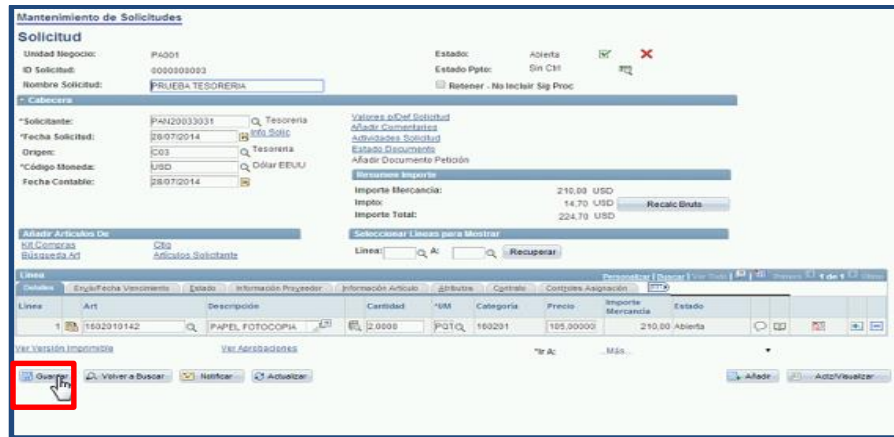 Mantenimiento de Solicitudes
Solicitud
Unidad Negocio: PA001 Estado: Abierta
ID Solicitud: 0000000003 Estado Ppto: Sin Ctrl
Nombre Solicitud: PRUEBA TESORERIA Retener - No Incluir Sig Proc
Cabecera
*Solicitante: PAN20033031 Tesoreria Valores p/Def Solicitud
*Fecha Solicitud: 28/07/2014 Info Solic Añadir Comentarios
Actividades Solicitud
Origen: C03 Tesoreria Estado Documento
*Código Moneda: USD Dólar EEUU Añadir Documento Petición
Fecha Contable: 28/07/2014 Resumen Importe
Importe Mercancía: 210,00 USD
Impto: 14,70 USD Recalc Bruto
Importe Total: 224,70 USD
Añadir Artículos De Seleccionar Líneas para Mostrar
Kit Compras Ctlg Línea: A: Recuperar
Búsqueda Art Artículos Solicitante
Línea Personalizar | Buscar | Ver Todo | Primero 1 de 1 Último
Detalles Envío/Fecha Vencimiento Estado Información Proveedor Información Artículo Atributos Contrato Controles Asignación
Línea Art Descripción Cantidad *UM Categoría Precio Importe Mercancía Estado
1 1602010142 PAPEL FOTOCOPIA 2,0000 PQT 160201 105,00000 210,00 Abierta
Ver Versión Imprimible Ver Aprobaciones *Ir A: ...Más...
Guardar Volver a Buscar Notificar Actualizar Añadir Actz/Visualizar